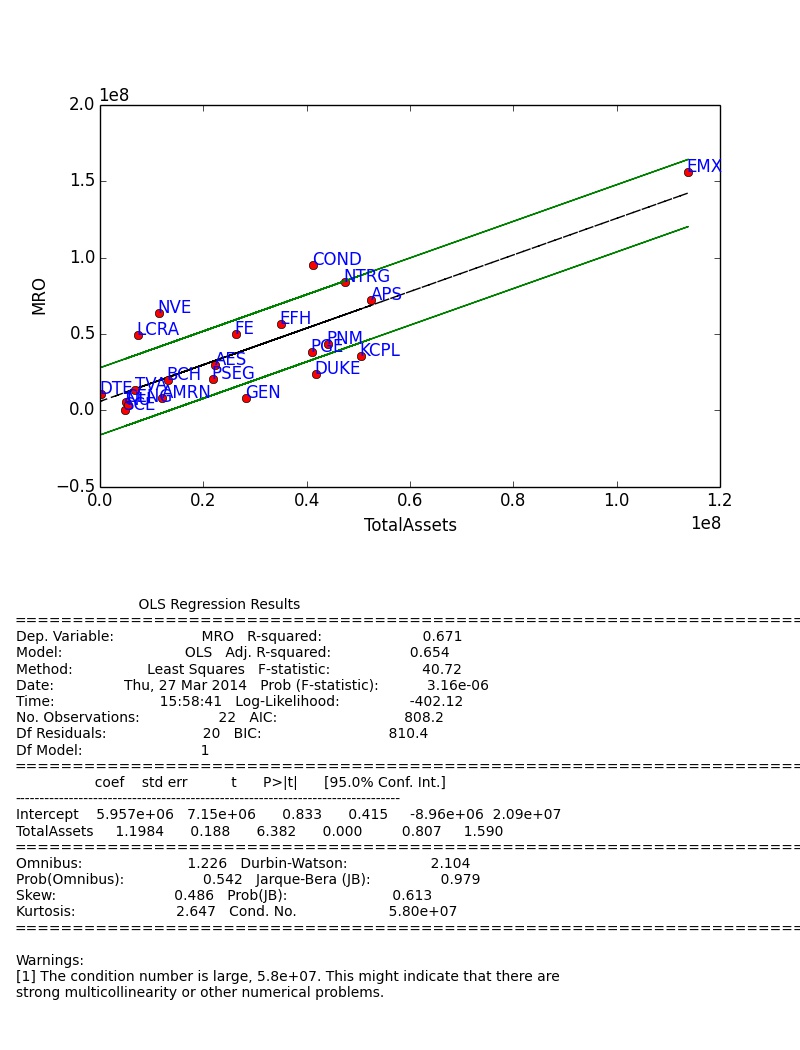 1e8
2.0
1.5
1.0
0.5
0.0
−0.5
MRO
EMX
COND
NTRG
APS
NVE
LCRA
FE
EFH
PNM
PGE
KCPL
AES
DUKE
BCH
PSEG
DTE
TVA
AMRN
GEN
SCE
0.0 0.2 0.4 0.6 0.8 1.0 1.2
TotalAssets 1e8
OLS Regression Results
==============================================================================
Dep. Variable: MRO R-squared: 0.671
Model: OLS Adj. R-squared: 0.654
Method: Least Squares F-statistic: 40.72
Date: Thu, 27 Mar 2014 Prob (F-statistic): 3.16e-06
Time: 15:58:41 Log-Likelihood: -402.12
No. Observations: 22 AIC: 808.2
Df Residuals: 20 BIC: 810.4
Df Model: 1
==============================================================================
coef std err t P>|t| [95.0% Conf. Int.]
------------------------------------------------------------------------------
Intercept 5.957e+06 7.15e+06 0.833 0.415 -8.96e+06 2.09e+07
TotalAssets 1.1984 0.188 6.382 0.000 0.807 1.590
==============================================================================
Omnibus: 1.226 Durbin-Watson: 2.104
Prob(Omnibus): 0.542 Jarque-Bera (JB): 0.979
Skew: 0.486 Prob(JB): 0.613
Kurtosis: 2.647 Cond. No. 5.80e+07
==============================================================================
Warnings:
[1] The condition number is large, 5.8e+07. This might indicate that there are
strong multicollinearity or other numerical problems.